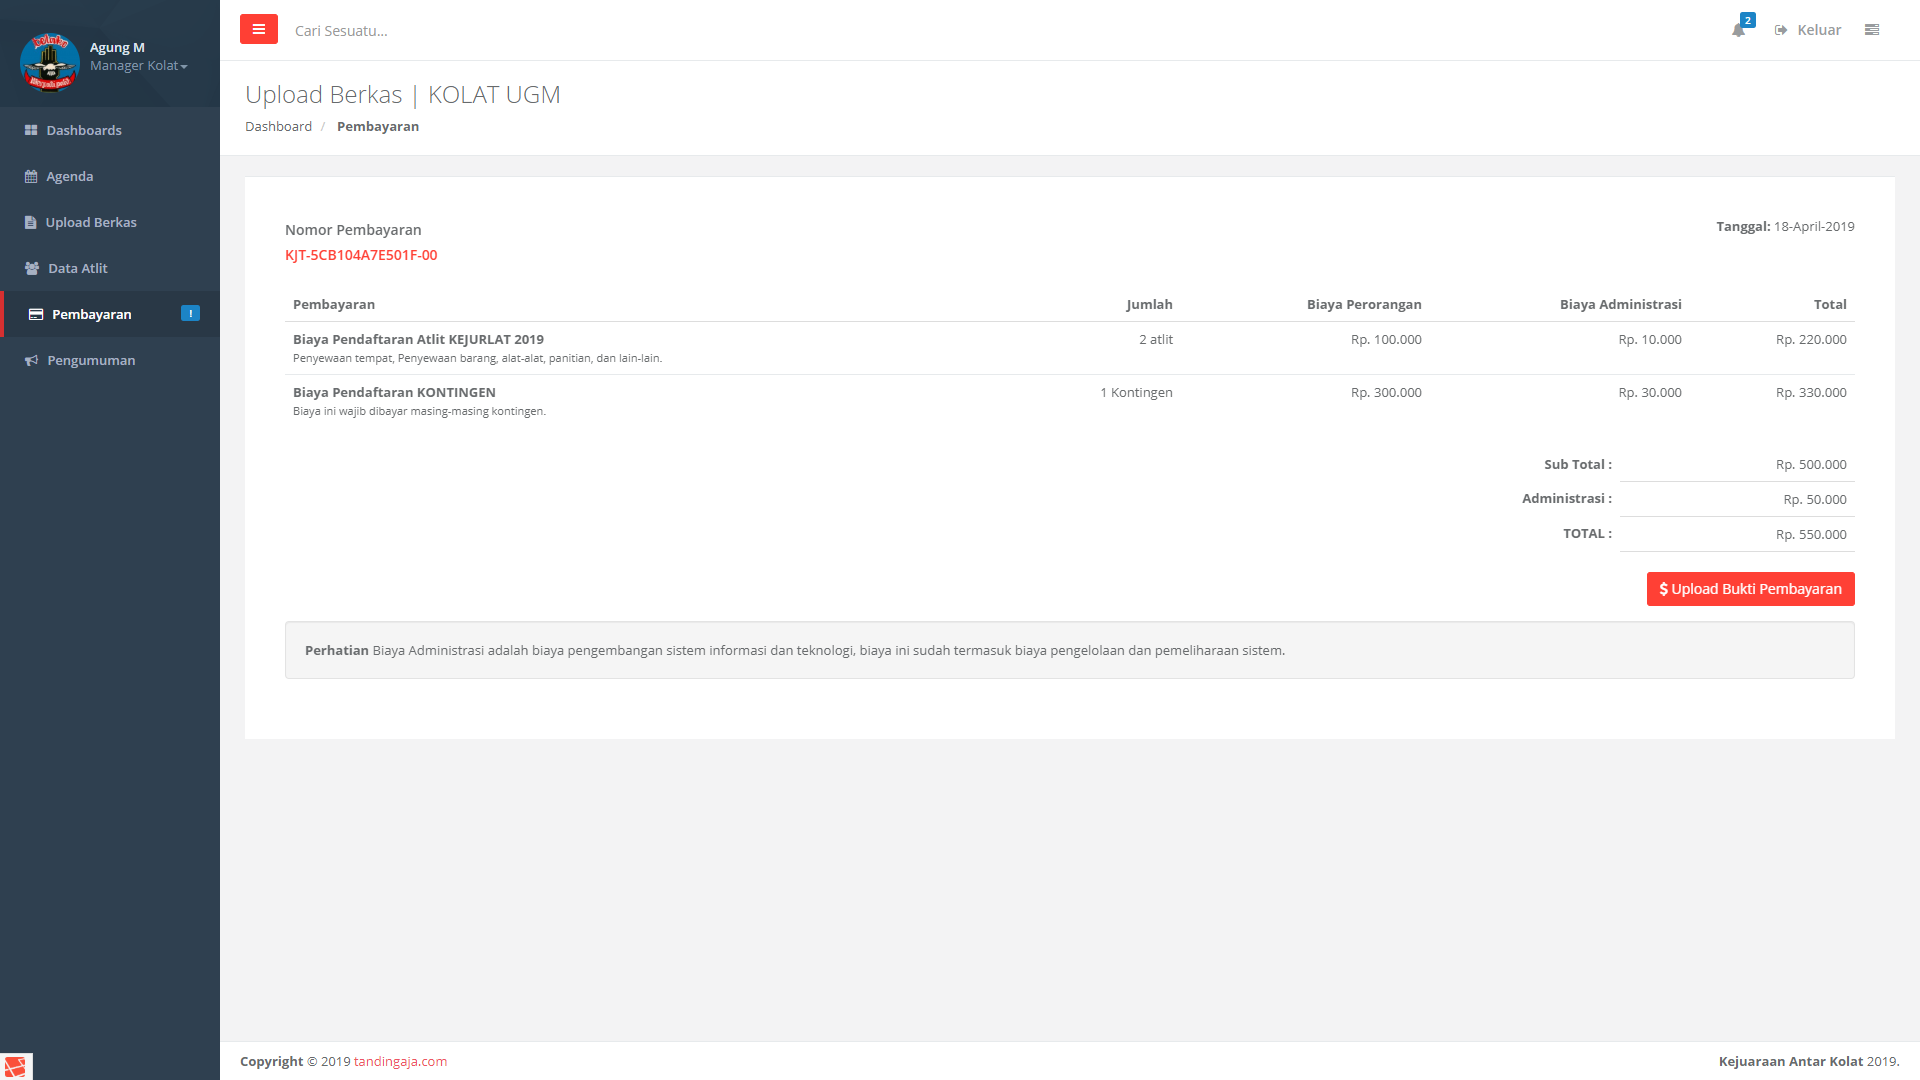 Agung M
Manager Kolat
Dashboards
Agenda
Upload Berkas
Data Atlit
Pembayaran !
Pengumuman
Cari Sesuatu...
2
Keluar
Upload Berkas | KOLAT UGM
Dashboard / Pembayaran
Nomor Pembayaran
KJT-5CB104A7E501F-00
Tanggal: 18-April-2019
Pembayaran Jumlah Biaya Perorangan Biaya Administrasi Total
Biaya Pendaftaran Atlit KEJURLAT 2019 2 atlit Rp. 100.000 Rp. 10.000 Rp. 220.000
Penyewaan tempat, Penyewaan barang, alat-alat, panitian, dan lain-lain.
Biaya Pendaftaran KONTINGEN 1 Kontingen Rp. 300.000 Rp. 30.000 Rp. 330.000
Biaya ini wajib dibayar masing-masing kontingen.
Sub Total : Rp. 500.000
Administrasi : Rp. 50.000
TOTAL : Rp. 550.000
$ Upload Bukti Pembayaran
Perhatian Biaya Administrasi adalah biaya pengembangan sistem informasi dan teknologi, biaya ini sudah termasuk biaya pengelolaan dan pemeliharaan sistem.
Copyright © 2019 tandingaja.com
Kejuaraan Antar Kolat 2019.